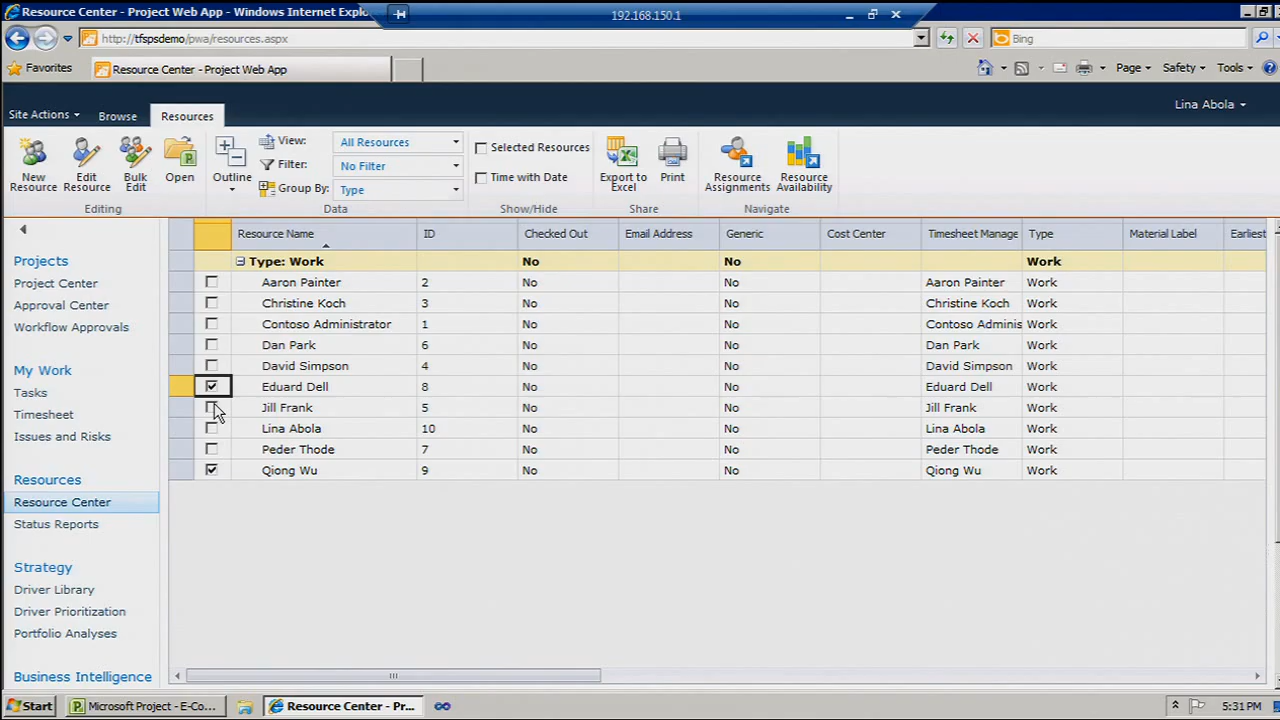 Resource Center - Project Web App - Windows Internet Explo
192.168.150.1
http://tfspsdemo/pwa/resources.aspx
Bing
Favorites
Resource Center - Project Web App
Page
Safety
Tools
Site Actions
Browse
Resources
Lina Abola
New Resource
Edit Resource
Bulk Edit
Open
Editing
Outline
View: All Resources
Filter: No Filter
Group By: Type
Data
Selected Resources
Time with Date
Show/Hide
Export to Excel
Print
Share
Resource Assignments
Resource Availability
Navigate
Projects
Project Center
Approval Center
Workflow Approvals
My Work
Tasks
Timesheet
Issues and Risks
Resources
Resource Center
Status Reports
Strategy
Driver Library
Driver Prioritization
Portfolio Analyses
Business Intelligence
Resource Name ID Checked Out Email Address Generic Cost Center Timesheet Manage Type Material Label Earliest
Type: Work No No Work
Aaron Painter 2 No No Aaron Painter Work
Christine Koch 3 No No Christine Koch Work
Contoso Administrator 1 No No Contoso Adminis Work
Dan Park 6 No No Dan Park Work
David Simpson 4 No No David Simpson Work
Eduard Dell 8 No No Eduard Dell Work
Jill Frank 5 No No Jill Frank Work
Lina Abola 10 No No Lina Abola Work
Peder Thode 7 No No Peder Thode Work
Qiong Wu 9 No No Qiong Wu Work
Start
Microsoft Project - E-Co...
Resource Center - Pr...
5:31 PM